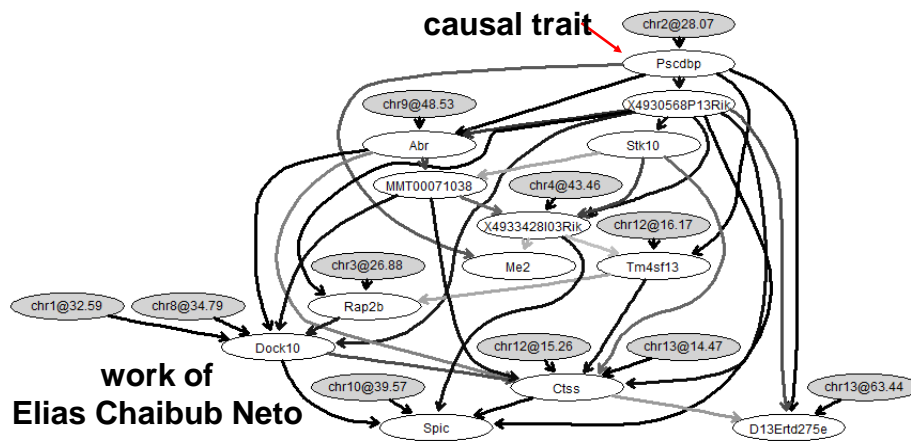 causal trait
chr2@28.07
Pscdbp
chr9@48.53
X4930568P13Rik
Abr
Stk10
MMT00071038
chr4@43.46
X4933428I03Rik
chr12@16.17
chr3@26.88
Me2
Tm4sf13
chr1@32.59
chr8@34.79
Rap2b
Dock10
chr12@15.26
chr13@14.47
work of
Elias Chaibub Neto
chr10@39.57
Ctss
chr13@63.44
Spic
D13Ertd275e